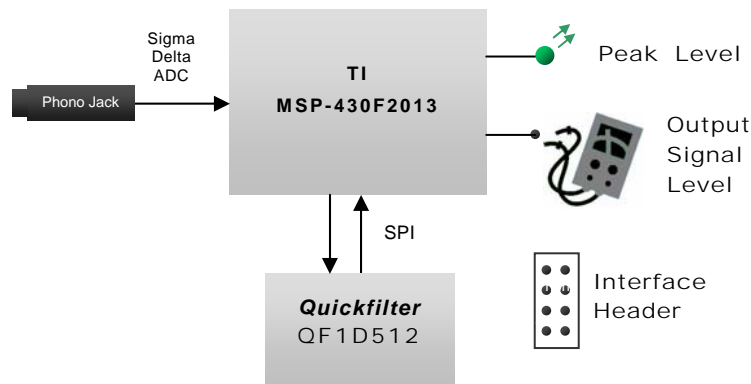 Sigma
Delta
ADC
Phono Jack
TI
MSP-430F2013
Peak Level
Output
Signal
Level
SPI
Quickfilter
QF1D512
Interface
Header